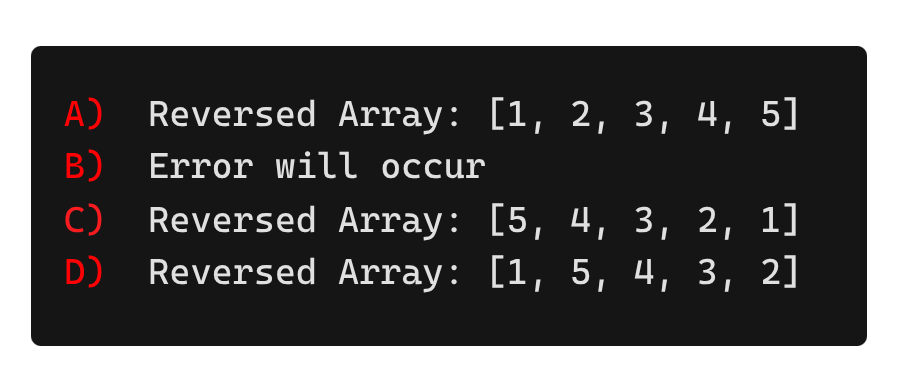 A) Reversed Array: [1, 2, 3, 4, 5]
B) Error will occur
C) Reversed Array: [5, 4, 3, 2, 1]
D) Reversed Array: [1, 5, 4, 3, 2]